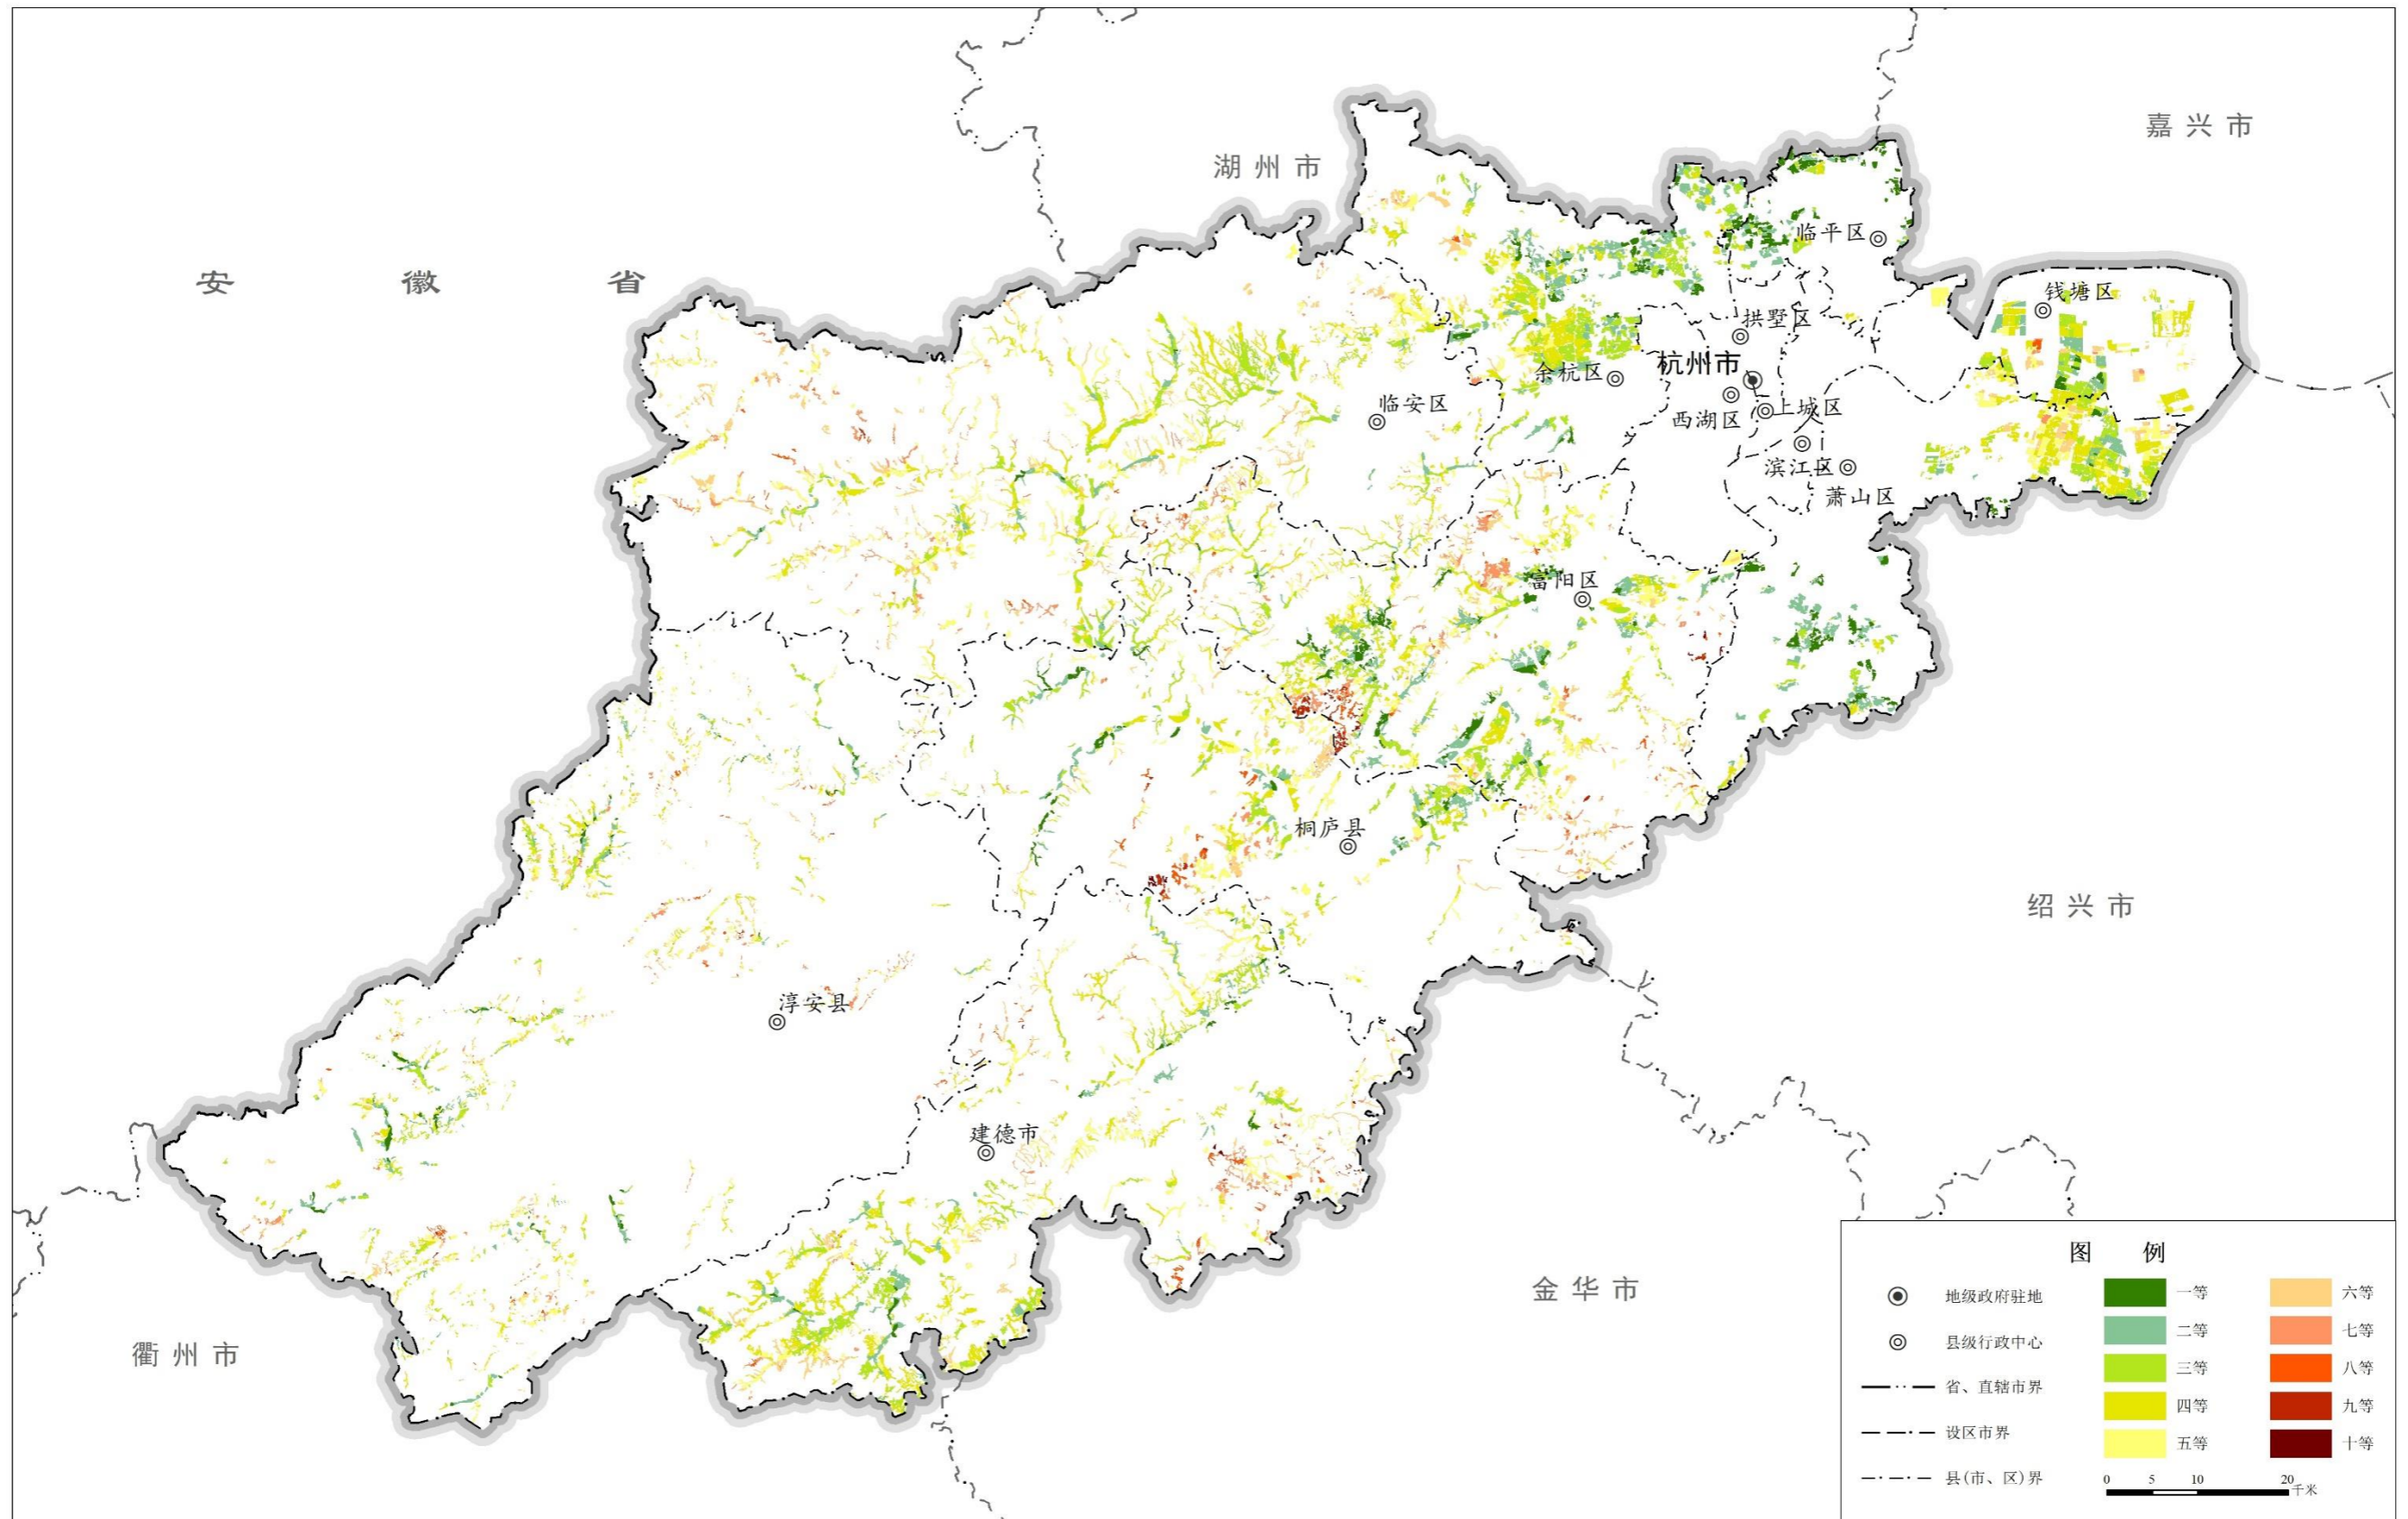 嘉兴市
湖州市
临平区
安徽省
钱塘区
拱墅区
杭州市
余杭区
临安区
西湖区
上城区
滨江区
萧山区
富阳区
桐庐县
绍兴市
淳安县
建德市
金华市
衢州市
图 例
地级政府驻地
县级行政中心
省、直辖市界
设区市界
县(市、区)界
一等
二等
三等
四等
五等
六等
七等
八等
九等
十等
0 5 10 20
千米